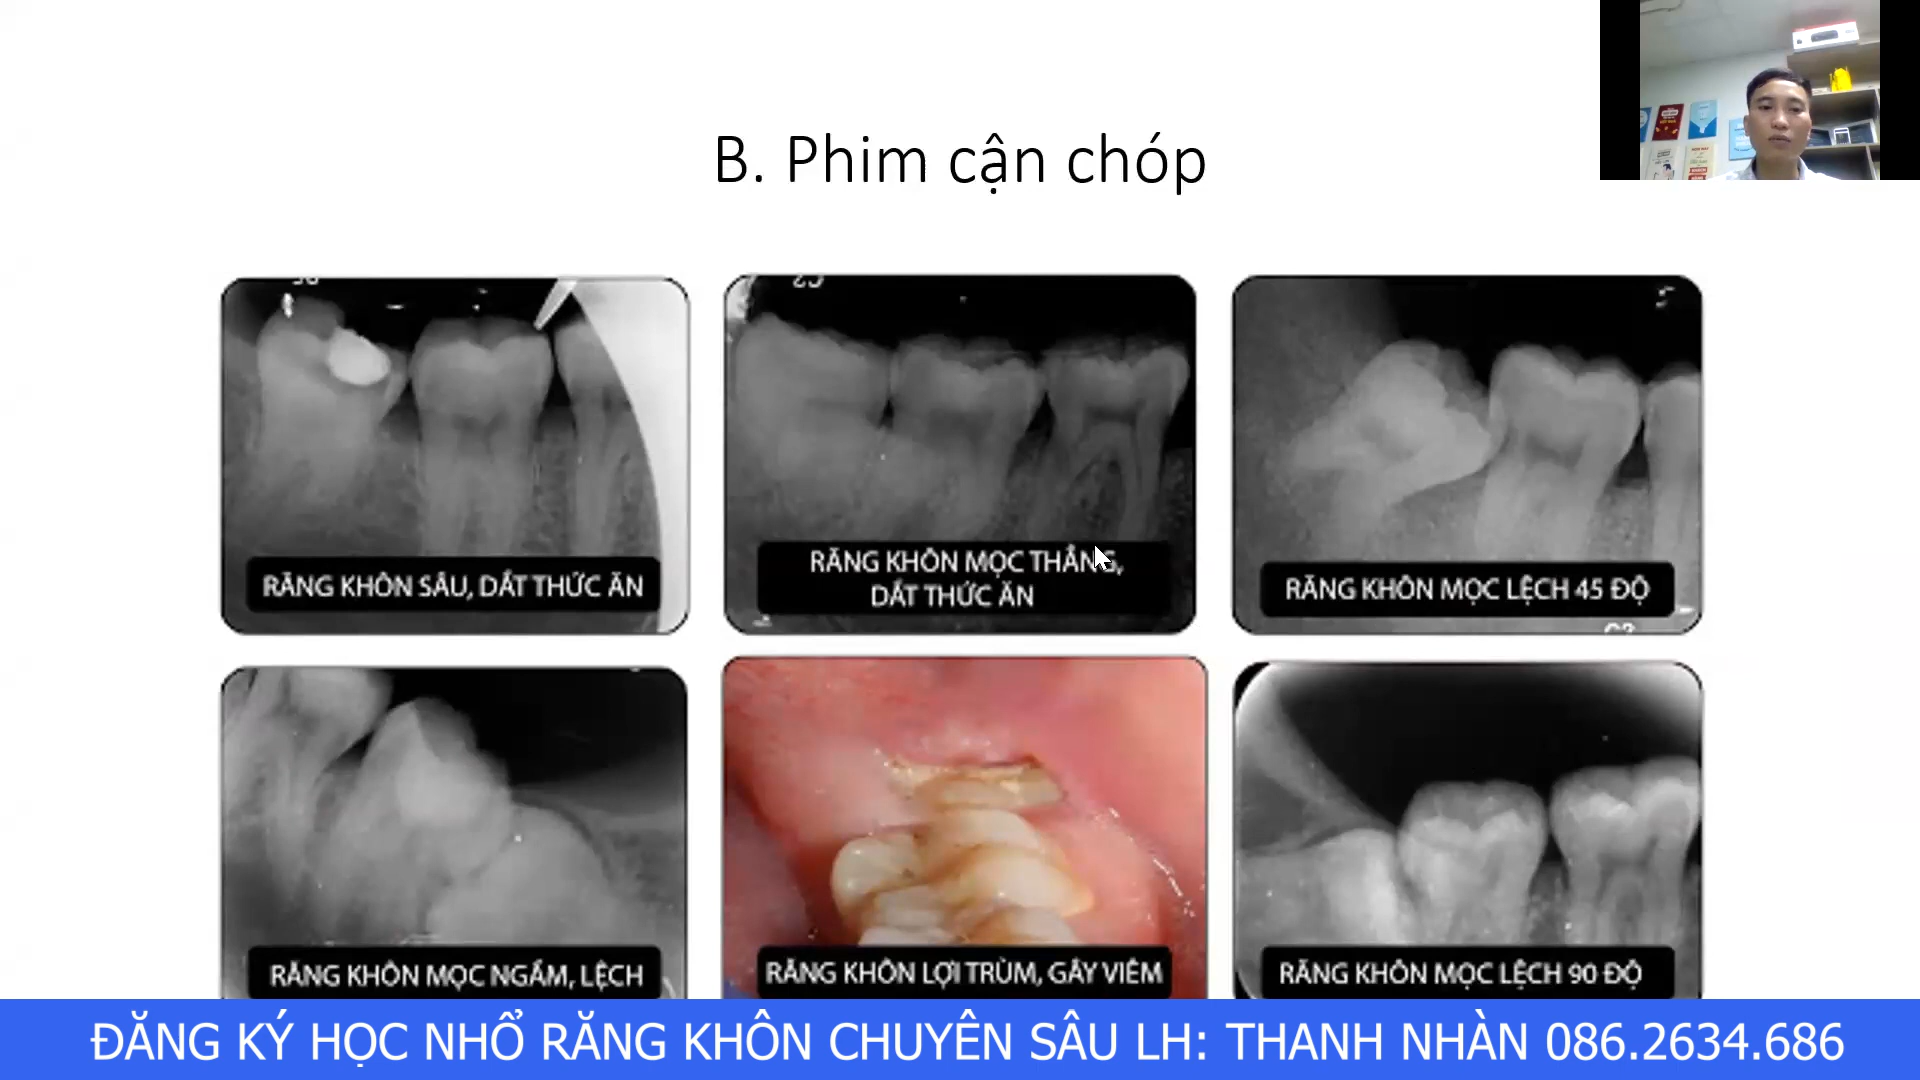 B. Phim cận chóp
RĂNG KHÔN SÂU, DẮT THỨC ĂN
RĂNG KHÔN MỌC THẲNG,
DẮT THỨC ĂN
RĂNG KHÔN MỌC LỆCH 45 ĐỘ
RĂNG KHÔN MỌC NGẦM, LỆCH
RĂNG KHÔN LỢI TRÙM, GÂY VIÊM
RĂNG KHÔN MỌC LỆCH 90 ĐỘ
ĐĂNG KÝ HỌC NHỔ RĂNG KHÔN CHUYÊN SÂU LH: THANH NHÀN 086.2634.686